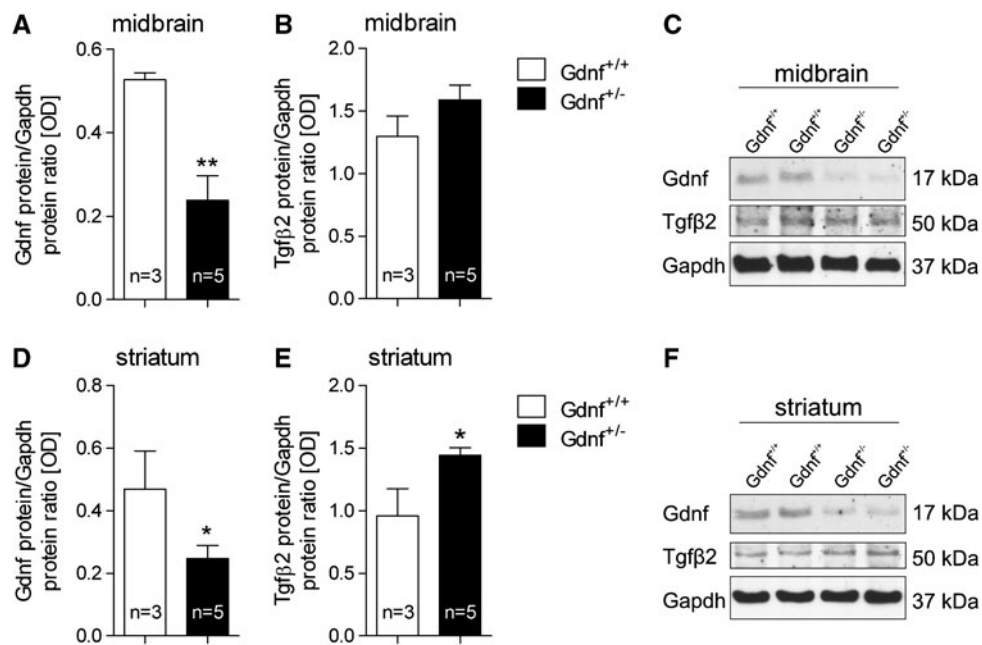 A
midbrain
Gdnf protein/Gapdh
protein ratio [OD]
0.6
0.4
0.2
0.0
**
n=3
n=5
B
midbrain
Tgfβ2 protein/Gapdh
protein ratio [OD]
2.0
1.5
1.0
0.5
0.0
n=3
n=5
Gdnf+/+
Gdnf+/-
C
midbrain
Gdnf+/+
Gdnf+/+
Gdnf+/-
Gdnf+/-
Gdnf
17 kDa
Tgfβ2
50 kDa
Gapdh
37 kDa
D
striatum
Gdnf protein/Gapdh
protein ratio [OD]
0.8
0.6
0.4
0.2
0.0
*
n=3
n=5
E
striatum
Tgfβ2 protein/Gapdh
protein ratio [OD]
2.0
1.5
1.0
0.5
0.0
*
n=3
n=5
Gdnf+/+
Gdnf+/-
F
striatum
Gdnf+/+
Gdnf+/+
Gdnf+/-
Gdnf+/-
Gdnf
17 kDa
Tgfβ2
50 kDa
Gapdh
37 kDa